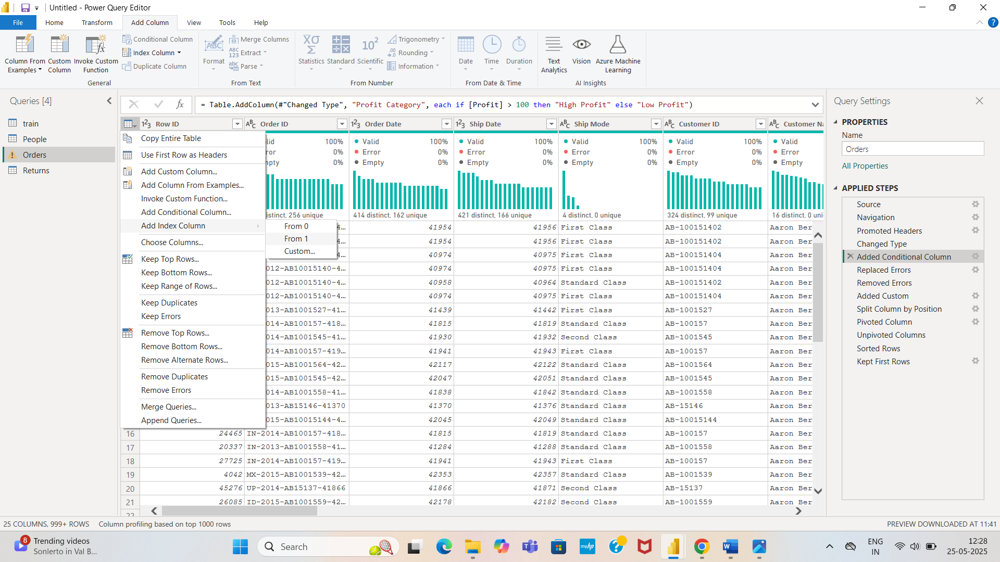 Untitled - Power Query Editor
File Home Transform Add Column View Tools Help
Column From Examples
Custom Column
Invoke Custom Function
Conditional Column
Index Column
Duplicate Column
General
Format
ABC
Merge Columns
ABC 123 Extract
abc Parse
From Text
XΣ Statistics
Standard
10² Scientific
Trigonometry
.00 Rounding
Information
From Number
Date
Time
Duration
From Date & Time
Text Analytics
Vision
Azure Machine Learning
AI Insights
Queries [4]
train
People
Orders
Returns
fx = Table.AddColumn(#"Changed Type", "Profit Category", each if [Profit] > 100 then "High Profit" else "Low Profit")
1²3 Row ID ABC Order ID 1²3 Order Date 1²3 Ship Date ABC Ship Mode ABC Customer ID ABC Customer Na
Copy Entire Table
Use First Row as Headers
Add Custom Column...
Add Column From Examples...
Invoke Custom Function...
Add Conditional Column...
Add Index Column
Choose Columns...
Keep Top Rows...
Keep Bottom Rows...
Keep Range of Rows...
Keep Duplicates
Keep Errors
Remove Top Rows...
Remove Bottom Rows...
Remove Alternate Rows...
Remove Duplicates
Remove Errors
Merge Queries...
Append Queries...
From 0
From 1
Custom...
lid 100% Valid 100% Valid 100% Valid 100% Valid 100% Valid
ror 0% Error 0% Error 0% Error 0% Error 0% Error
mpty 0% Empty 0% Empty 0% Empty 0% Empty 0% Empty
istinct, 256 unique 414 distinct, 162 unique 421 distinct, 166 unique 4 distinct, 0 unique 324 distinct, 99 unique 16 distinct, 0 uni
4... 41954 41956 First Class AB-100151402 Aaron Ber
4... 41954 41956 First Class AB-100151402 Aaron Ber
4... 40974 40975 First Class AB-100151404 Aaron Ber
012-AB10015140-4... 40974 40975 First Class AB-100151404 Aaron Ber
012-AB10015140-4... 40958 40964 Standard Class AB-100151402 Aaron Ber
012-AB10015140-4... 40974 40975 First Class AB-100151404 Aaron Ber
013-AB1001527-41... 41439 41442 First Class AB-1001527 Aaron Ber
014-AB100157-418... 41815 41819 Standard Class AB-100157 Aaron Ber
014-AB1001545-41... 41930 41932 Second Class AB-1001545 Aaron Ber
014-AB100157-419... 41941 41943 First Class AB-100157 Aaron Ber
015-AB1001564-42... 42117 42122 Standard Class AB-1001564 Aaron Ber
015-AB1001545-42... 42047 42051 Standard Class AB-1001545 Aaron Ber
014-AB1001558-41... 41838 41842 Standard Class AB-1001558 Aaron Ber
013-AB15146-41370 41370 41376 Standard Class AB-15146 Aaron Ber
015-AB10015144-4... 42045 42049 Standard Class AB-10015144 Aaron Ber
16 24465 IN-2014-AB100157-418... 41815 41819 Standard Class AB-100157 Aaron Ber
17 20337 IN-2013-AB1001558-41... 41284 41288 Standard Class AB-1001558 Aaron Ber
18 27725 IN-2014-AB100157-419... 41941 41943 First Class AB-100157 Aaron Ber
19 4042 MX-2015-AB1001539-42... 42353 42357 Standard Class AB-1001539 Aaron Ber
20 45276 UP-2014-AB15137-41866 41866 41871 Second Class AB-15137 Aaron Ber
21 26085 ID-2015-AB1001559-42... 42178 42182 Second Class AB-1001559 Aaron Ber
22
Query Settings
PROPERTIES
Name
Orders
All Properties
APPLIED STEPS
Source
Navigation
Promoted Headers
Changed Type
Added Conditional Column
Replaced Errors
Removed Errors
Added Custom
Split Column by Position
Pivoted Column
Unpivoted Columns
Sorted Rows
Kept First Rows
25 COLUMNS, 999+ ROWS Column profiling based on top 1000 rows
PREVIEW DOWNLOADED AT 11:41
8
Trending videos
Sonlerto in Val B...
Search
myhp
ENG
IN
12:28
25-05-2025